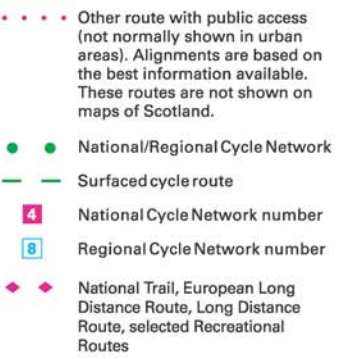 Other route with public access
(not normally shown in urban
areas). Alignments are based on
the best information available.
These routes are not shown on
maps of Scotland.
National/Regional Cycle Network
Surfaced cycle route
4 National Cycle Network number
8 Regional Cycle Network number
National Trail, European Long
Distance Route, Long Distance
Route, selected Recreational
Routes